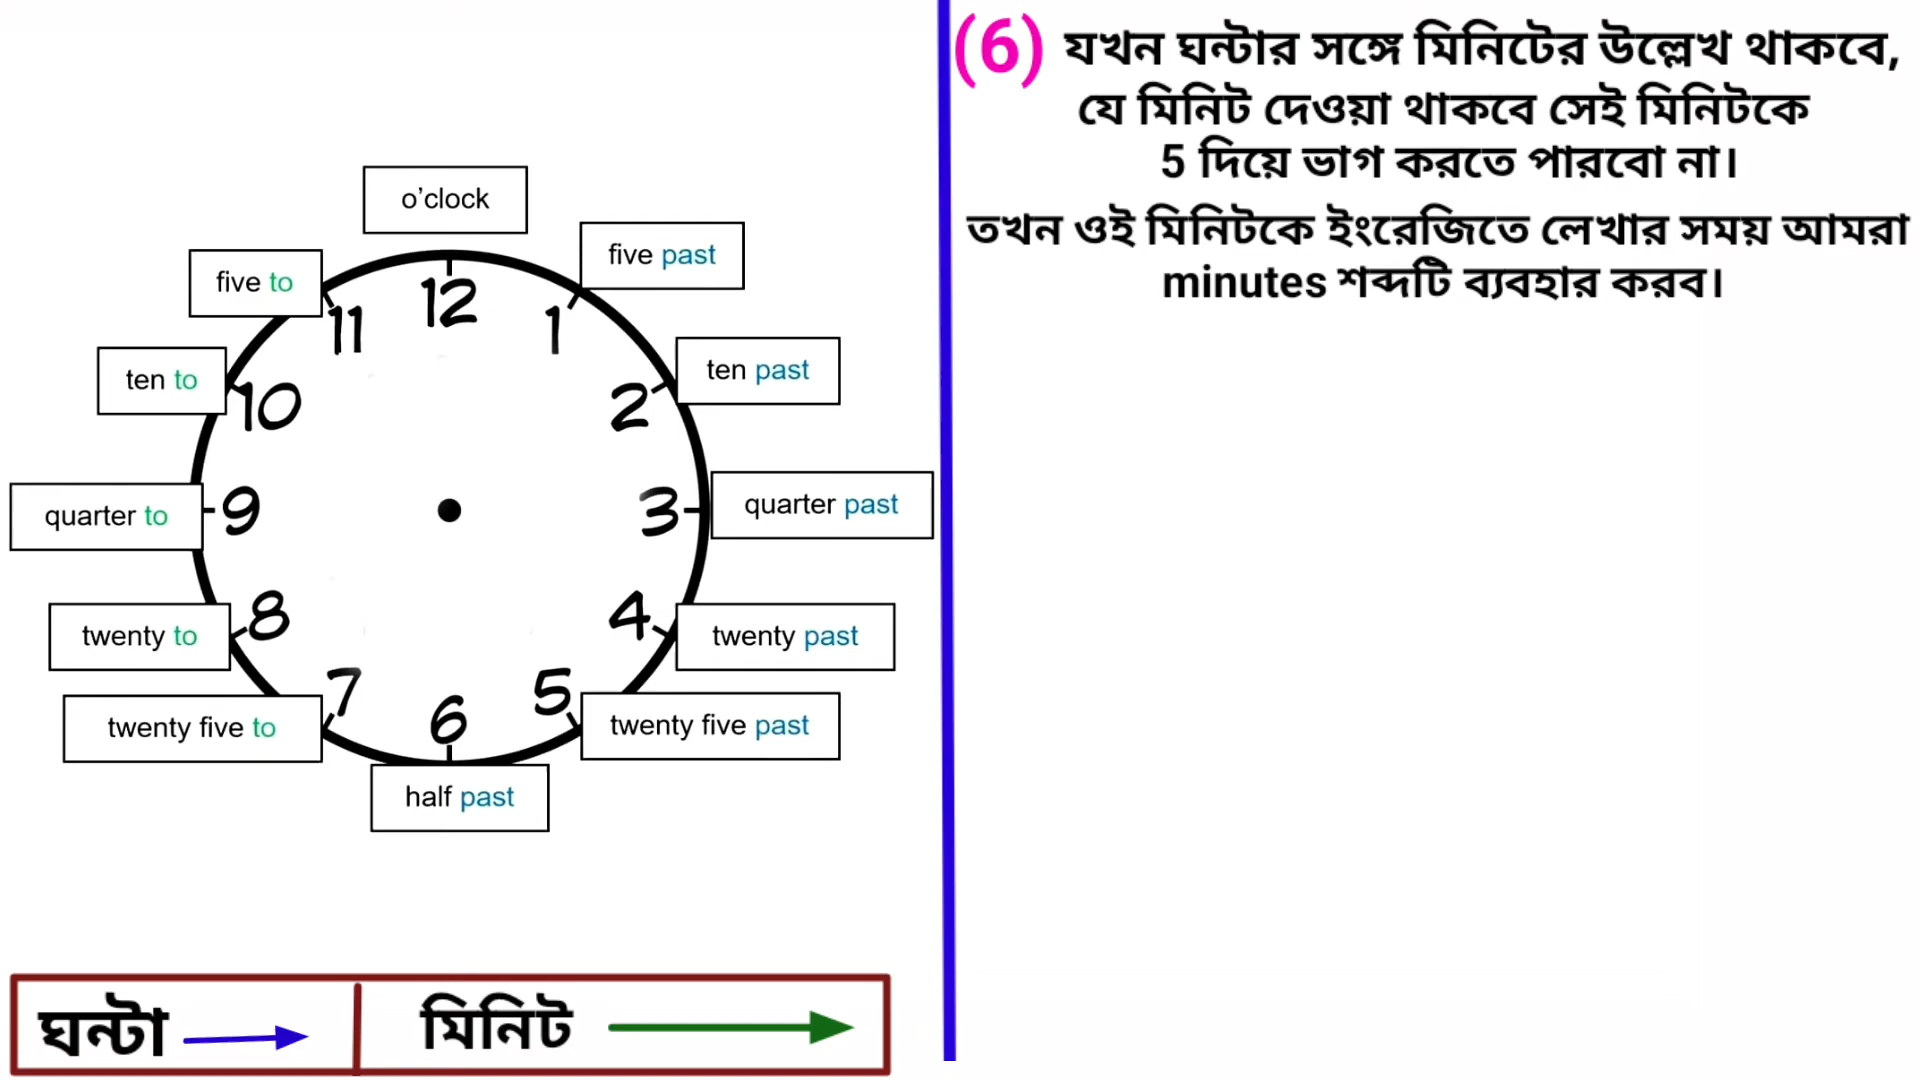 o'clock
five past
five to
12
11
1
ten past
ten to
10
2
quarter past
quarter to
9
3
twenty past
twenty to
8
4
7
5
6
twenty five past
twenty five to
half past
ঘন্টা
মিনিট
(6) যখন ঘন্টার সঙ্গে মিনিটের উল্লেখ থাকবে,
যে মিনিট দেওয়া থাকবে সেই মিনিটকে
5 দিয়ে ভাগ করতে পারবো না।
তখন ওই মিনিটকে ইংরেজিতে লেখার সময় আমরা
minutes শব্দটি ব্যবহার করব।